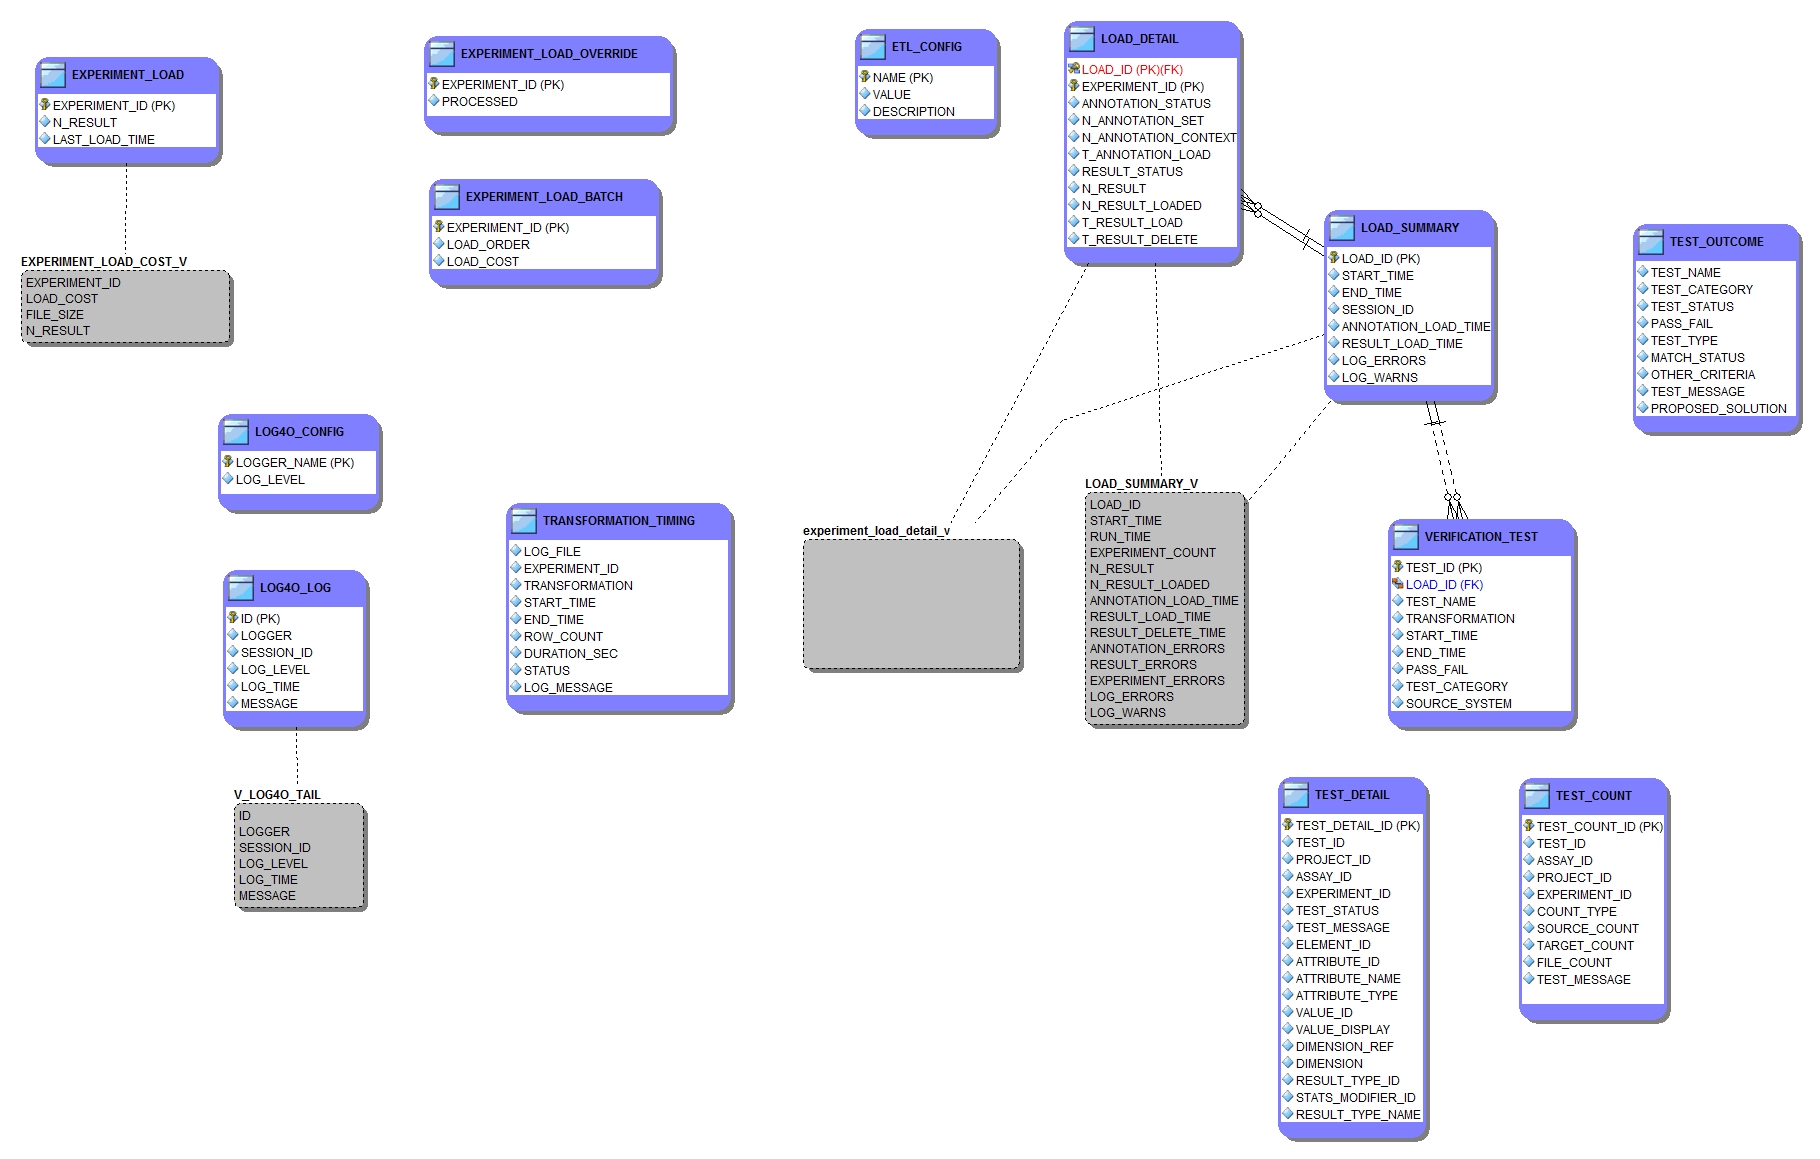 EXPERIMENT_LOAD
EXPERIMENT_ID (PK)
N_RESULT
LAST_LOAD_TIME
EXPERIMENT_LOAD_COST_V
EXPERIMENT_ID
LOAD_COST
FILE_SIZE
N_RESULT
EXPERIMENT_LOAD_OVERRIDE
EXPERIMENT_ID (PK)
PROCESSED
EXPERIMENT_LOAD_BATCH
EXPERIMENT_ID (PK)
LOAD_ORDER
LOAD_COST
ETL_CONFIG
NAME (PK)
VALUE
DESCRIPTION
LOAD_DETAIL
LOAD_ID (PK)(FK)
EXPERIMENT_ID (PK)
ANNOTATION_STATUS
N_ANNOTATION_SET
N_ANNOTATION_CONTEXT
T_ANNOTATION_LOAD
RESULT_STATUS
N_RESULT
N_RESULT_LOADED
T_RESULT_LOAD
T_RESULT_DELETE
LOAD_SUMMARY
LOAD_ID (PK)
START_TIME
END_TIME
SESSION_ID
ANNOTATION_LOAD_TIME
RESULT_LOAD_TIME
LOG_ERRORS
LOG_WARNS
TEST_OUTCOME
TEST_NAME
TEST_CATEGORY
TEST_STATUS
PASS_FAIL
TEST_TYPE
MATCH_STATUS
OTHER_CRITERIA
TEST_MESSAGE
PROPOSED_SOLUTION
LOG4O_CONFIG
LOGGER_NAME (PK)
LOG_LEVEL
LOG4O_LOG
ID (PK)
LOGGER
SESSION_ID
LOG_LEVEL
LOG_TIME
MESSAGE
V_LOG4O_TAIL
ID
LOGGER
SESSION_ID
LOG_LEVEL
LOG_TIME
MESSAGE
TRANSFORMATION_TIMING
LOG_FILE
EXPERIMENT_ID
TRANSFORMATION
START_TIME
END_TIME
ROW_COUNT
DURATION_SEC
STATUS
LOG_MESSAGE
experiment_load_detail_v
LOAD_SUMMARY_V
LOAD_ID
START_TIME
RUN_TIME
EXPERIMENT_COUNT
N_RESULT
N_RESULT_LOADED
ANNOTATION_LOAD_TIME
RESULT_LOAD_TIME
RESULT_DELETE_TIME
ANNOTATION_ERRORS
RESULT_ERRORS
EXPERIMENT_ERRORS
LOG_ERRORS
LOG_WARNS
VERIFICATION_TEST
TEST_ID (PK)
LOAD_ID (FK)
TEST_NAME
TRANSFORMATION
START_TIME
END_TIME
PASS_FAIL
TEST_CATEGORY
SOURCE_SYSTEM
TEST_DETAIL
TEST_DETAIL_ID (PK)
TEST_ID
PROJECT_ID
ASSAY_ID
EXPERIMENT_ID
TEST_STATUS
TEST_MESSAGE
ELEMENT_ID
ATTRIBUTE_ID
ATTRIBUTE_NAME
ATTRIBUTE_TYPE
VALUE_ID
VALUE_DISPLAY
DIMENSION_REF
DIMENSION
RESULT_TYPE_ID
STATS_MODIFIER_ID
RESULT_TYPE_NAME
TEST_COUNT
TEST_COUNT_ID (PK)
TEST_ID
ASSAY_ID
PROJECT_ID
EXPERIMENT_ID
COUNT_TYPE
SOURCE_COUNT
TARGET_COUNT
FILE_COUNT
TEST_MESSAGE